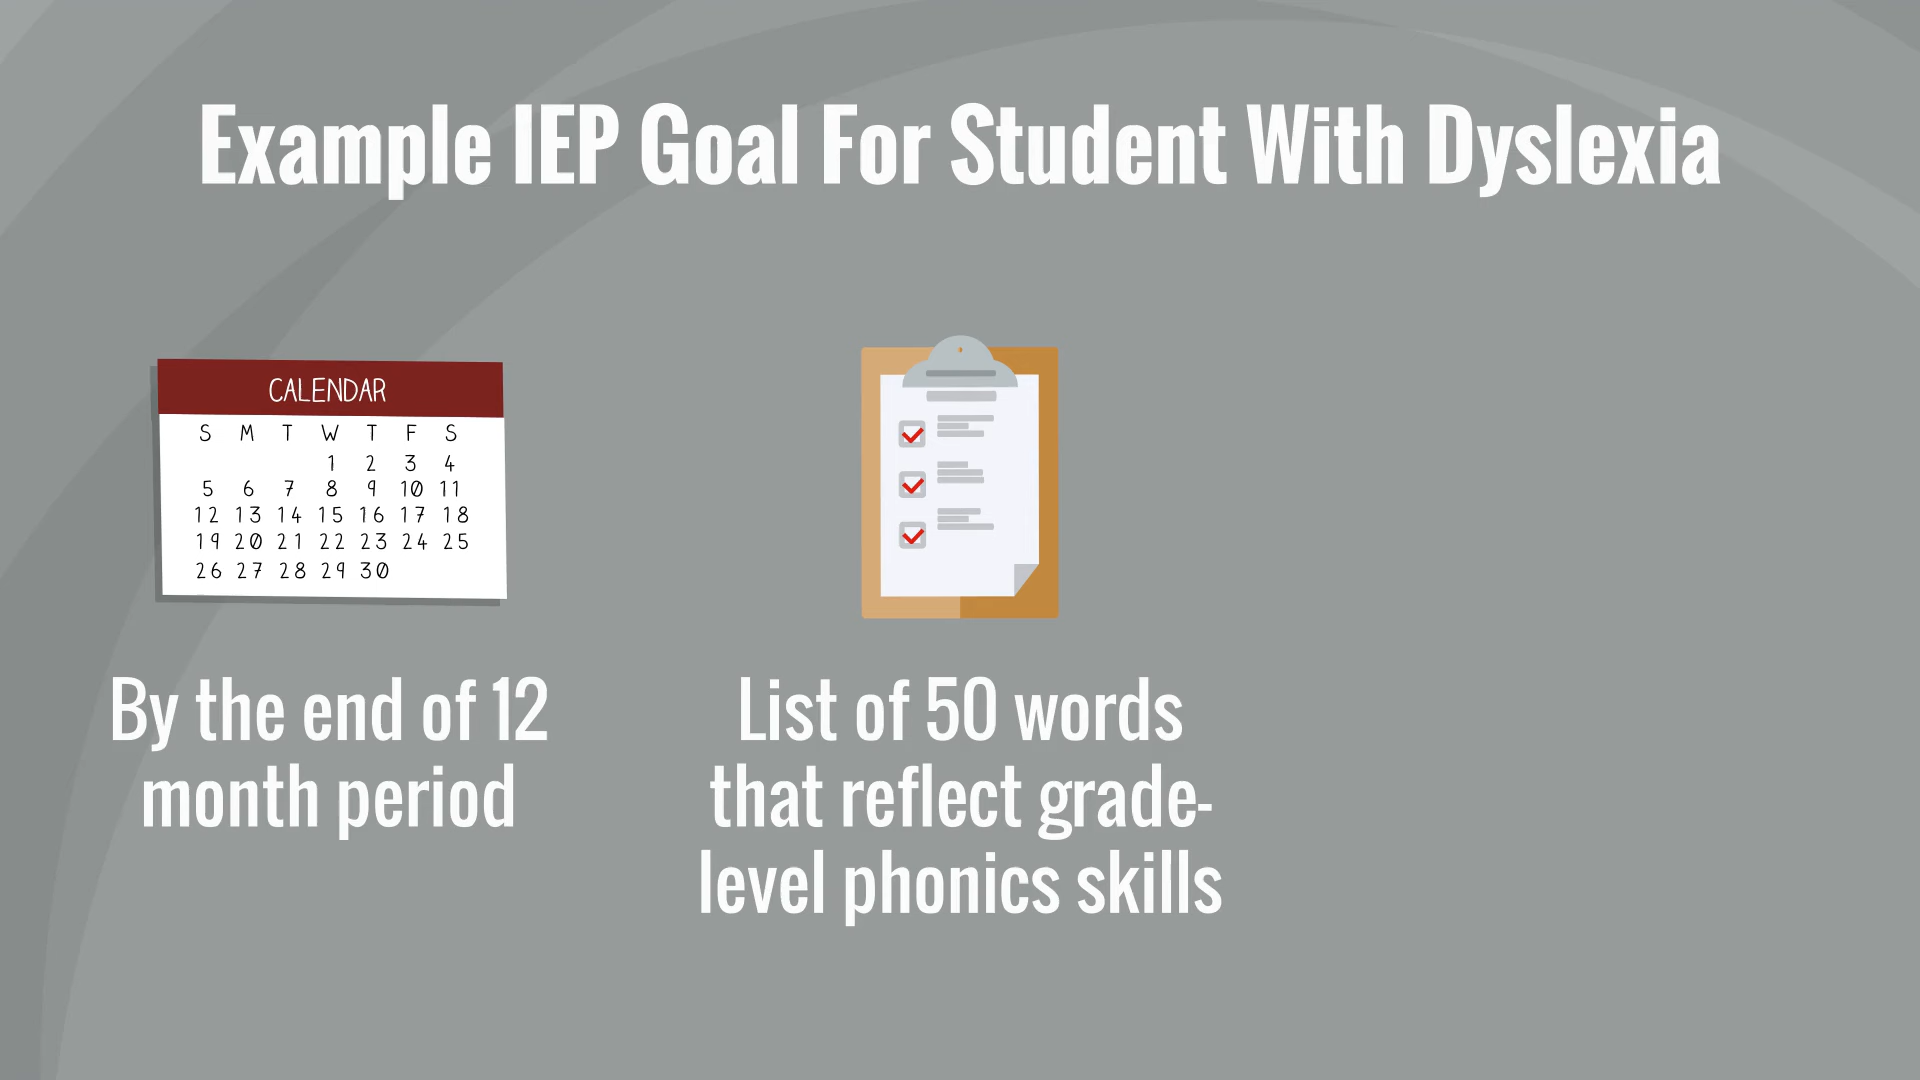 Example IEP Goal For Student With Dyslexia
CALENDAR
S M T W T F S
1 2 3 4
5 6 7 8 9 10 11
12 13 14 15 16 17 18
19 20 21 22 23 24 25
26 27 28 29 30
By the end of 12
month period
List of 50 words
that reflect grade-
level phonics skills